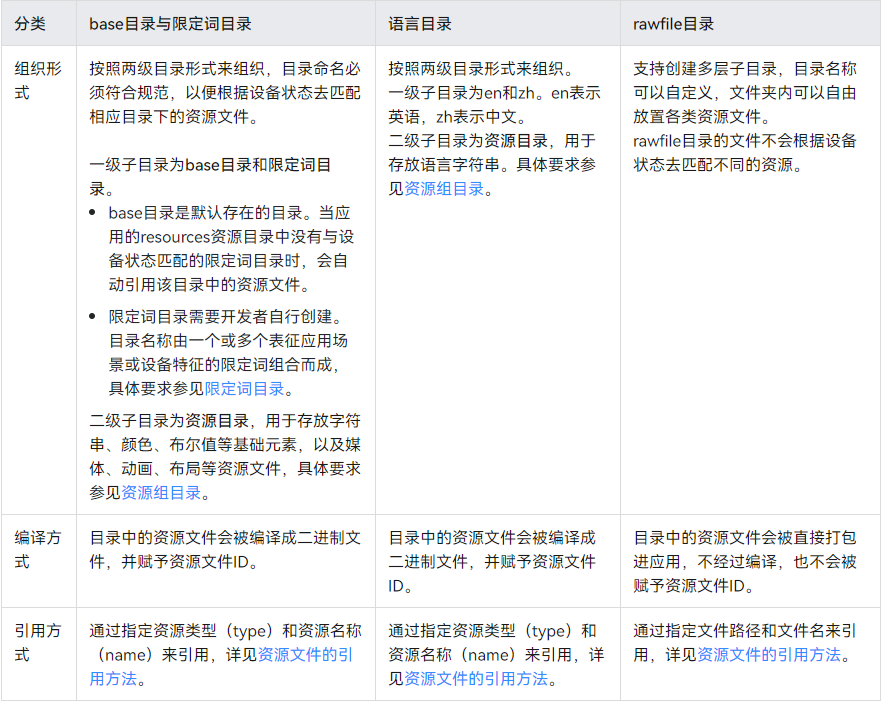 分类
base目录与限定词目录
语言目录
rawfile目录
组织形
式
按照两级目录形式来组织，目录命名必
须符合规范，以便根据设备状态去匹配
相应目录下的资源文件。
一级子目录为base目录和限定词目
录。
• base目录是默认存在的目录。当应
用的resources资源目录中没有与设
备状态匹配的限定词目录时，会自
动引用该目录中的资源文件。
• 限定词目录需要开发者自行创建。
目录名称由一个或多个表征应用场
景或设备特征的限定词组合而成，
具体要求参见限定词目录。
二级子目录为资源目录，用于存放字符
串、颜色、布尔值等基础元素，以及媒
体、动画、布局等资源文件，具体要求
参见资源组目录。
按照两级目录形式来组织。
一级子目录为en和zh。en表示
英语，zh表示中文。
二级子目录为资源目录，用于
存放语言字符串。具体要求参
见资源组目录。
支持创建多层子目录，目录名称
可以自定义，文件夹内可以自由
放置各类资源文件。
rawfile目录的文件不会根据设备
状态去匹配不同的资源。
编译方
式
目录中的资源文件会被编译成二进制文
件，并赋予资源文件ID。
目录中的资源文件会被编译成
二进制文件，并赋予资源文件
ID。
目录中的资源文件会被直接打包
进应用，不经过编译，也不会被
赋予资源文件ID。
引用方
式
通过指定资源类型（type）和资源名称
（name）来引用，详见资源文件的引
用方法。
通过指定资源类型（type）和
资源名称（name）来引用，详
见资源文件的引用方法。
通过指定文件路径和文件名来引
用，详见资源文件的引用方法。